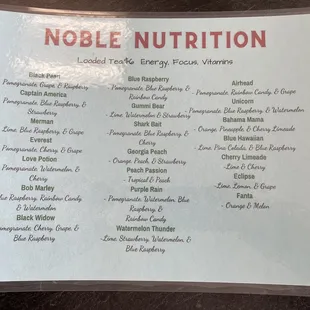 NOBLE NUTRITION
Loaded Teas Energy, Focus, Vitamins
Black Pearl
Pomegranate, Grape, & Raspberry
Captain America
Pomegranate, Blue Raspberry, &
Strawberry
Merman
Lime, Blue Raspberry, & Grape
Everest
Pomegranate, Cherry, & Grape
Love Potion
Pomegranate, Watermelon, &
Cherry
Bob Marley
Blue Raspberry, Rainbow Candy,
& Watermelon
Black Widow
Pomegranate, Cherry, Grape, &
Blue Raspberry
Blue Raspberry
Pomegranate, Blue Raspberry, &
Rainbow Candy
Gummi Bear
- Lime, Watermelon & Strawberry
Shark Bait
- Pomegranate, Blue Raspberry, &
Cherry
Georgia Peach
- Orange, Peach, & Strawberry
Peach Passion
- Tropical & Peach
Purple Rain
- Pomegranate, Watermelon, Blue
Raspberry, &
Rainbow Candy
Watermelon Thunder
- Lime, Strawberry, Watermelon, &
Blue Raspberry
Airhead
- Pomegranate, Rainbow Candy, & Grape
Unicorn
- Pomegranate, Blue Raspberry, & Watermelon
Bahama Mama
Orange, Pineapple, & Cherry Limeade
Blue Hawaiian
- Lime, Pina Colada, & Blue Raspberry
Cherry Limeade
- Lime & Cherry
Eclipse
- Lime, Lemon, & Grape
Fanta
- Orange & Melon